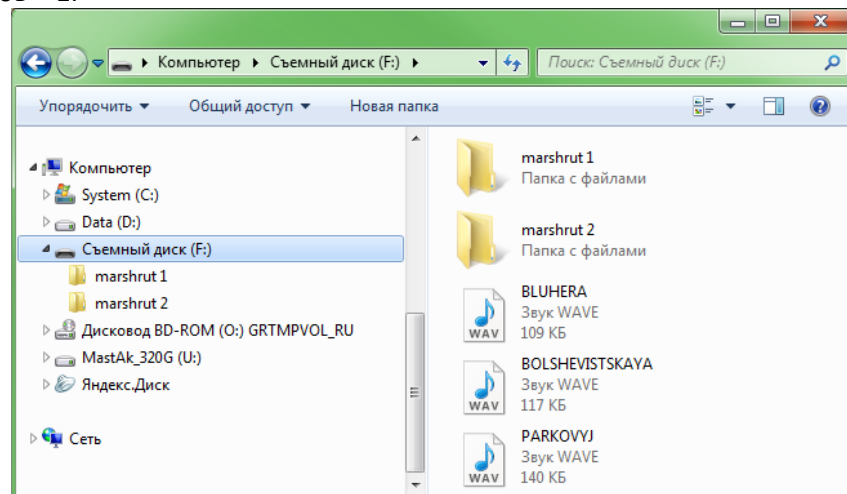 Компьютер ▸ Съемный диск (F:) ▸
Поиск: Съемный диск (F:)
Упорядочить Общий доступ Новая папка
Компьютер
System (C:)
Data (D:)
Съемный диск (F:)
marshrut 1
marshrut 2
Дисковод BD-ROM (O:) GRTMPVOL_RU
MastAk_320G (U:)
Яндекс.Диск
Сеть
marshrut 1
Папка с файлами
marshrut 2
Папка с файлами
WAV
BLUHERA
Звук WAVE
109 КБ
WAV
BOLSHEVISTSKAYA
Звук WAVE
117 КБ
WAV
PARKOVYJ
Звук WAVE
140 КБ